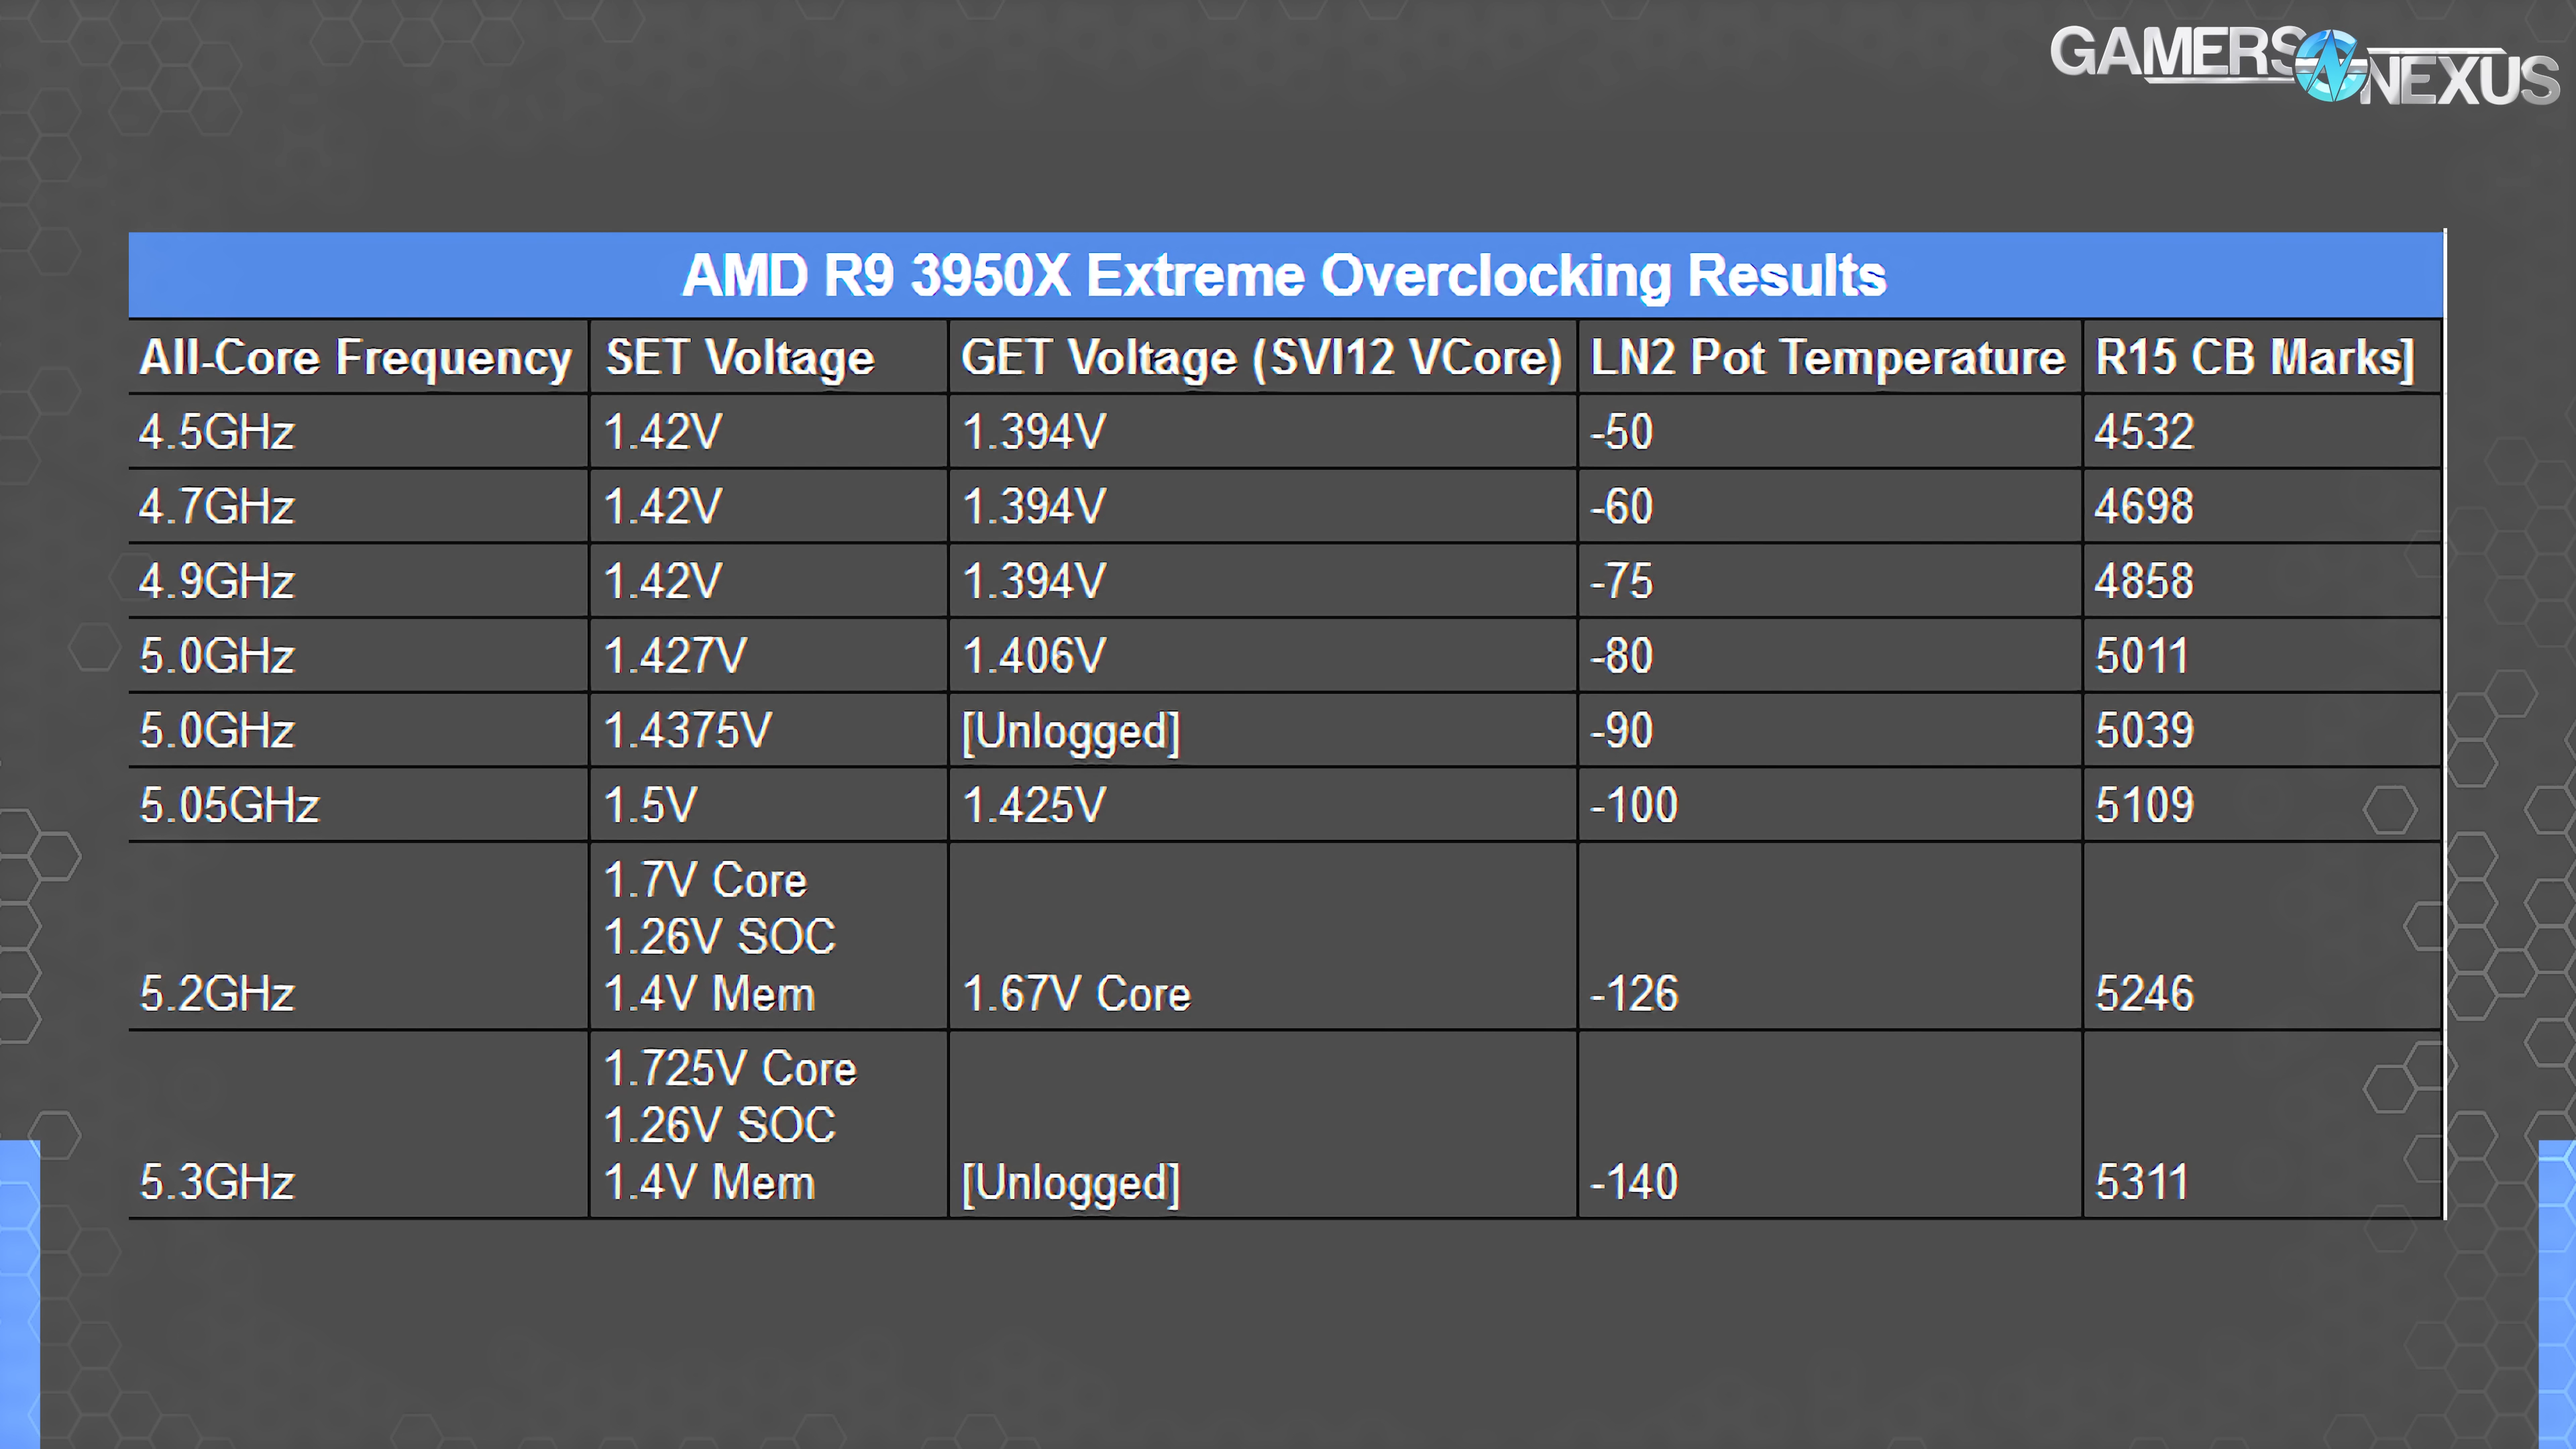 GAMERS NEXUS
AMD R9 3950X Extreme Overclocking Results
All-Core Frequency SET Voltage GET Voltage (SVI12 VCore) LN2 Pot Temperature R15 CB Marks]
4.5GHz 1.42V 1.394V -50 4532
4.7GHz 1.42V 1.394V -60 4698
4.9GHz 1.42V 1.394V -75 4858
5.0GHz 1.427V 1.406V -80 5011
5.0GHz 1.4375V [Unlogged] -90 5039
5.05GHz 1.5V 1.425V -100 5109
1.7V Core
1.26V SOC
5.2GHz 1.4V Mem 1.67V Core -126 5246
1.725V Core
1.26V SOC
5.3GHz 1.4V Mem [Unlogged] -140 5311